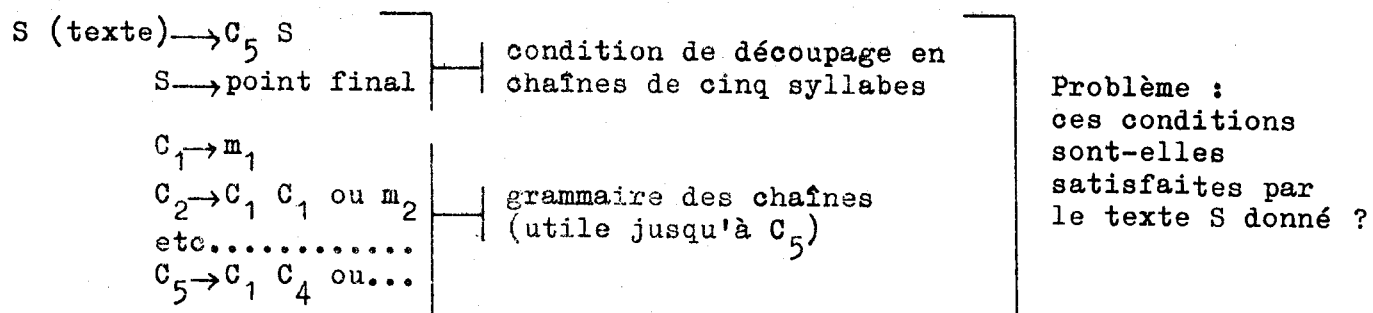 S (texte)→C5 S
S→point final
condition de découpage en
chaînes de cinq syllabes
C1→m1
C2→C1 C1 ou m2
etc............
C5→C1 C4 ou...
grammaire des chaînes
(utile jusqu'à C5)
Problème :
ces conditions
sont-elles
satisfaites par
le texte S donné ?